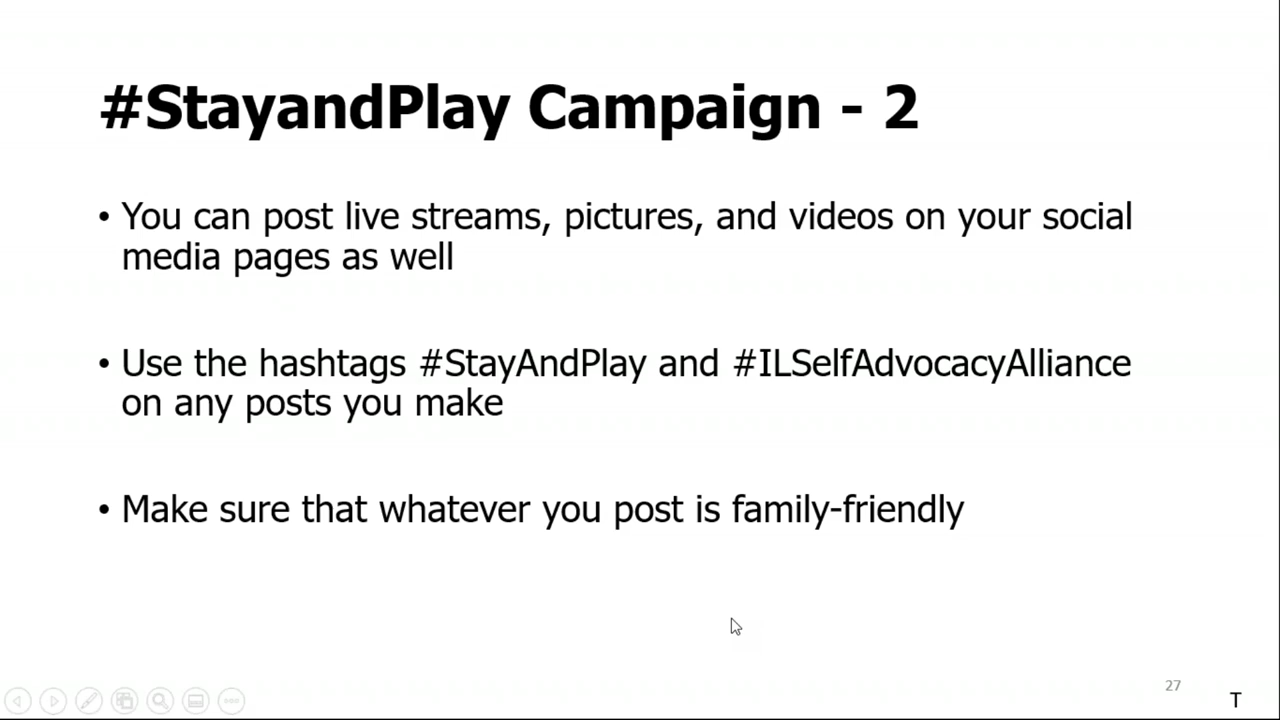 #StayandPlay Campaign - 2
• You can post live streams, pictures, and videos on your social
media pages as well
• Use the hashtags #StayAndPlay and #ILSelfAdvocacyAlliance
on any posts you make
• Make sure that whatever you post is family-friendly
27
T